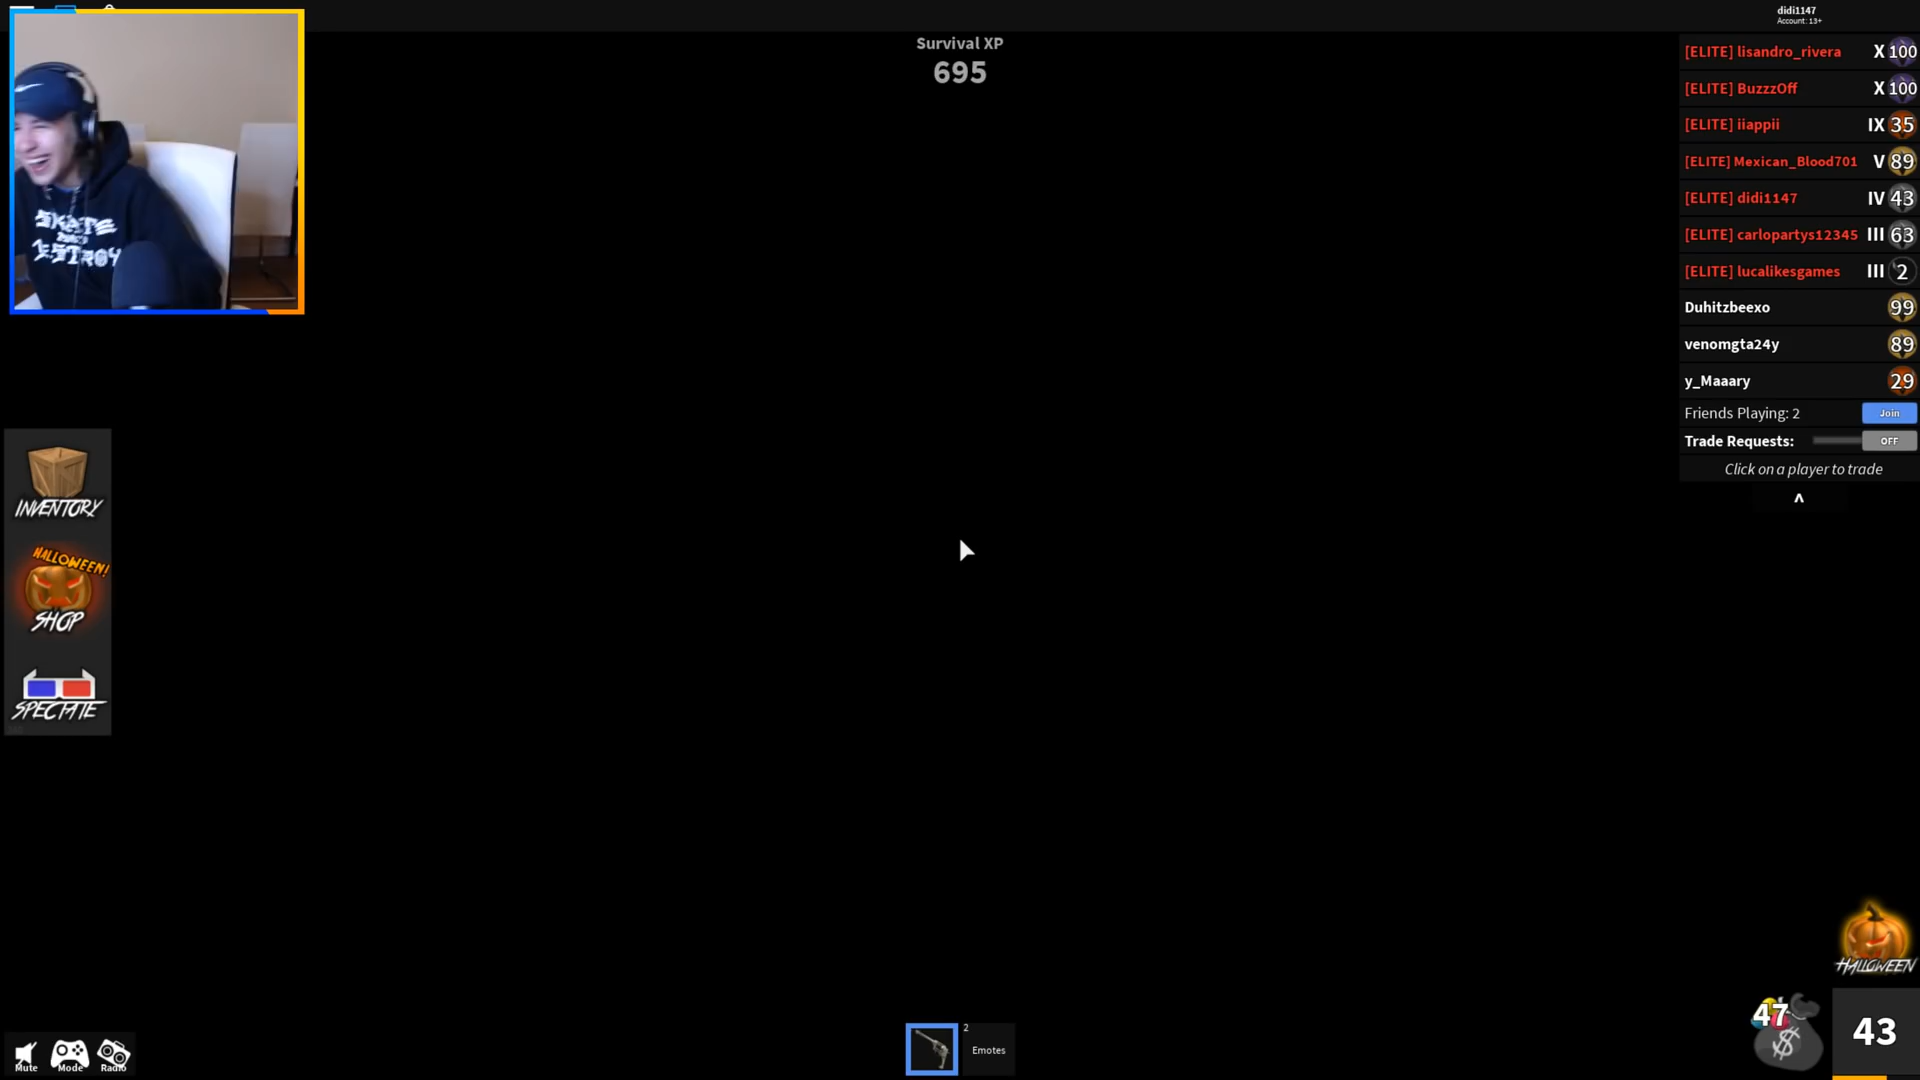 didi1147
Account: 13+
Survival XP
695
[ELITE] lisandro_rivera X 100
[ELITE] BuzzzOff X 100
[ELITE] iiappii IX 35
[ELITE] Mexican_Blood701 V 89
[ELITE] didi1147 IV 43
[ELITE] carlopartys12345 III 63
[ELITE] lucalikesgames III 2
Duhitzbeexo 99
venomgta24y 89
y_Maaary 29
Friends Playing: 2 Join
Trade Requests: OFF
Click on a player to trade
^
SKATE
DESTROY
INVENTORY
HALLOWEEN!
SHOP
SPECTATE
HALLOWEEN
47
$
43
2
Emotes
Mute Mode Radio